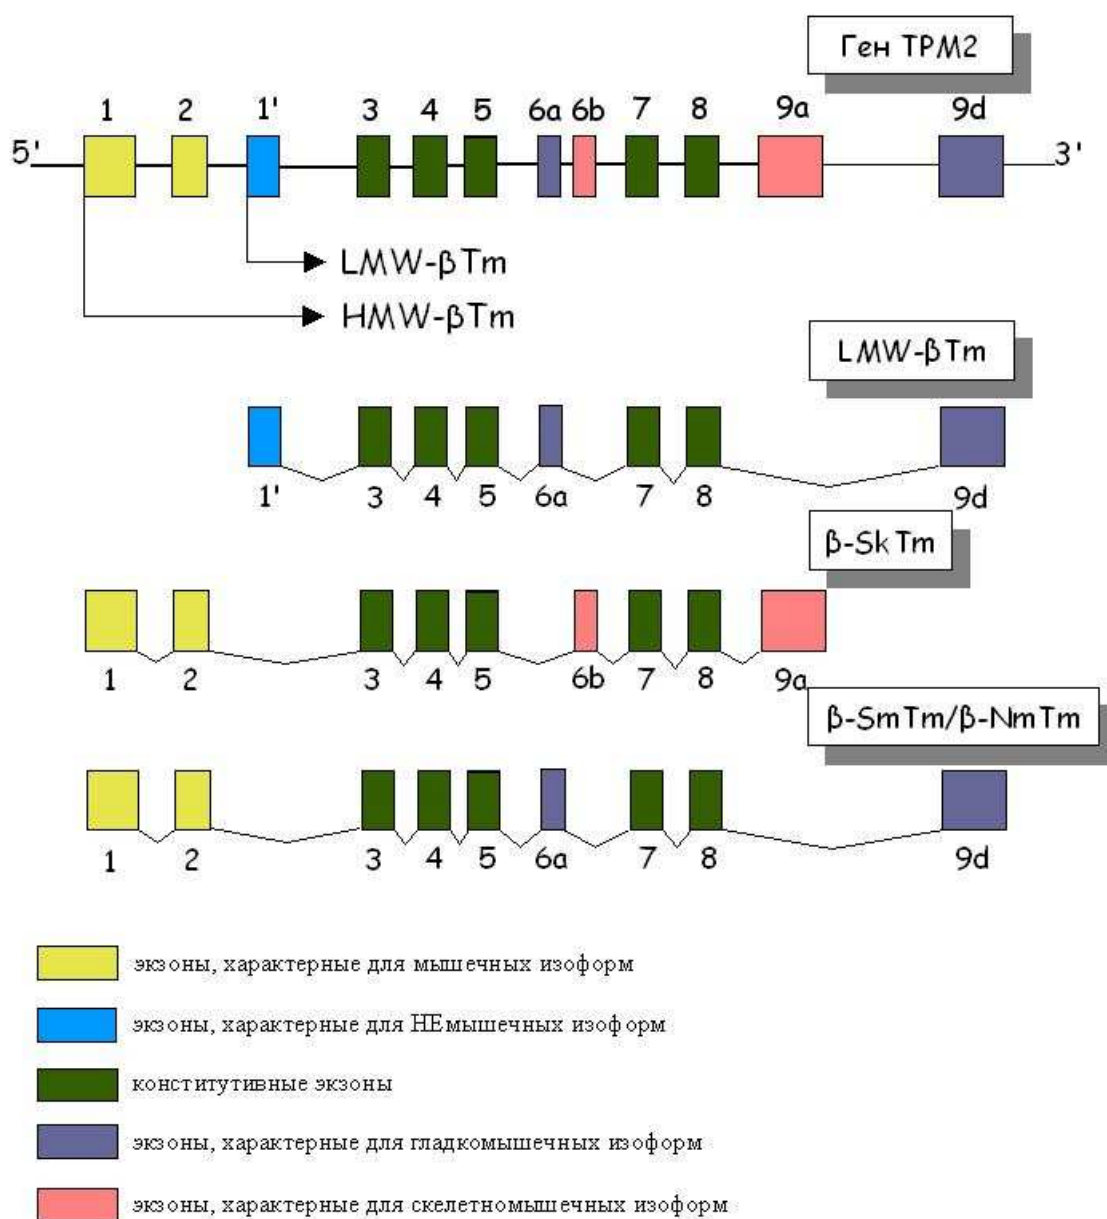 Ген TPM2
1 2 1' 3 4 5 6a 6b 7 8 9a 9d
5' 3'
LMW-βTm
HMW-βTm
LMW-βTm
1' 3 4 5 6a 7 8 9d
β-SkTm
1 2 3 4 5 6b 7 8 9a
β-SmTm/β-NmTm
1 2 3 4 5 6a 7 8 9d
экзоны, характерные для мышечных изоформ
экзоны, характерные для НЕмышечных изоформ
конститутивные экзоны
экзоны, характерные для гладкомышечных изоформ
экзоны, характерные для скелетномышечных изоформ